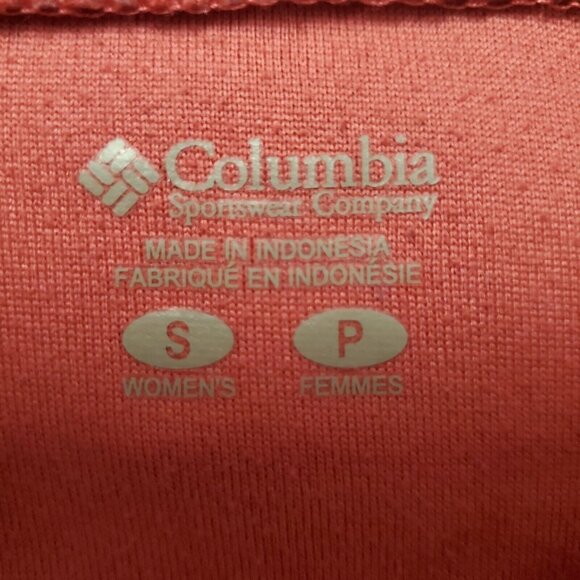 Columbia
Sportswear Company
MADE IN INDONESIA
FABRIQUÉ EN INDONÉSIE
S P
WOMEN'S FEMMES